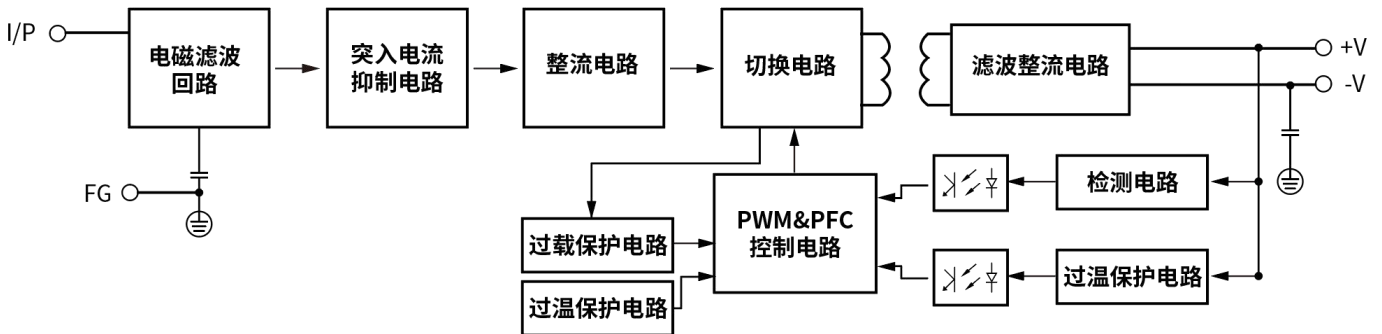 I/P
电磁滤波
回路
突入电流
抑制电路
整流电路
切换电路
滤波整流电路
+V
-V
FG
检测电路
PWM&PFC
控制电路
过载保护电路
过温保护电路
过温保护电路